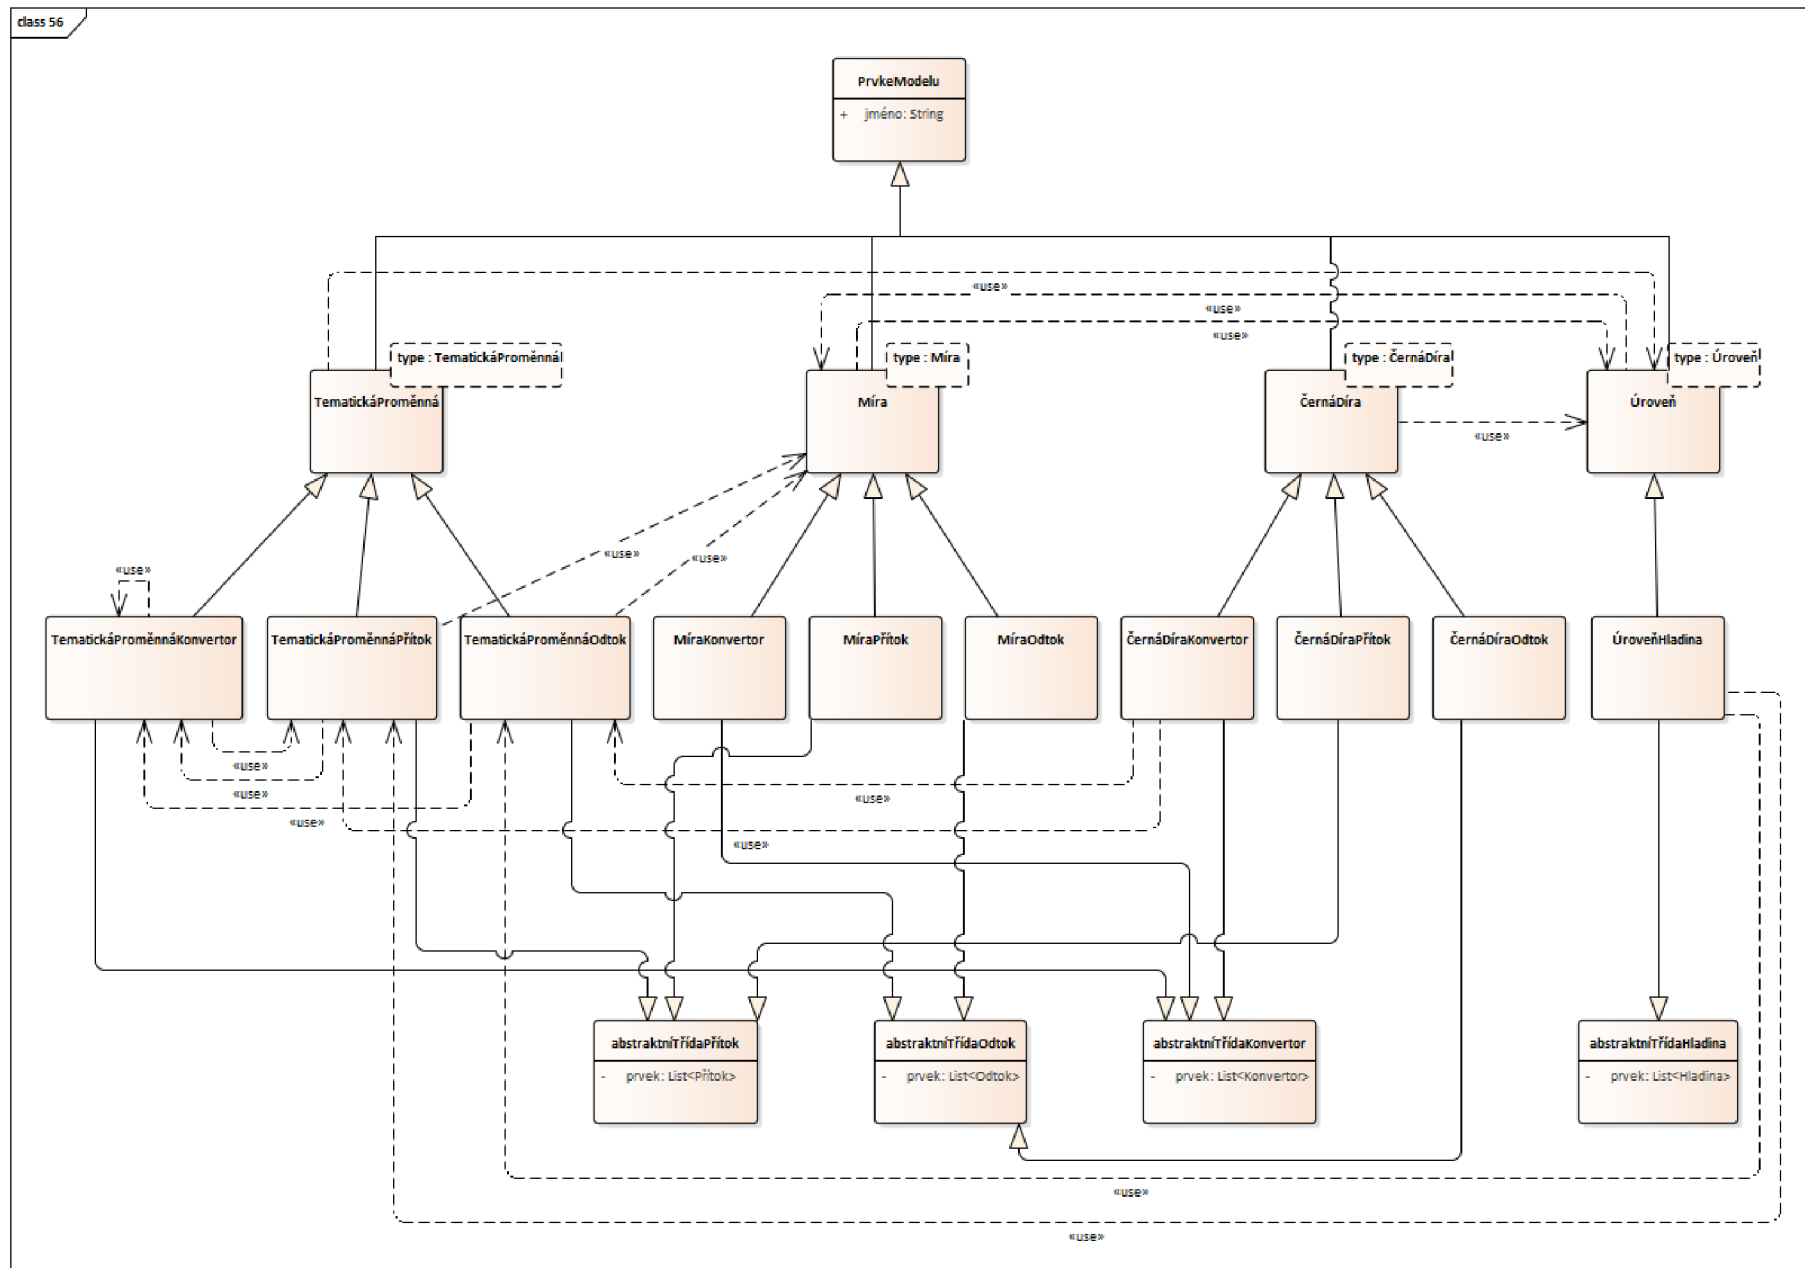 class 56
PrvkeModelu
+ jméno: String
«use»
«use»
«use»
type : TematickáProměnná
type : Míra
type : ČernáDíra
type : Úroveň
TematickáProměnná
Míra
ČernáDíra
Úroveň
«use»
«use»
«use»
«use»
TematickáProměnnáKonvertor
TematickáProměnnáPřítok
TematickáProměnnáOdtok
MíraKonvertor
MíraPřítok
MíraOdtok
ČernáDíraKonvertor
ČernáDíraPřítok
ČernáDíraOdtok
ÚroveňHladina
«use»
«use»
«use»
«use»
«use»
abstraktníTřídaPřítok
- prvek: List<Přítok>
abstraktníTřídaOdtok
- prvek: List<Odtok>
abstraktníTřídaKonvertor
- prvek: List<Konvertor>
abstraktníTřídaHladina
- prvek: List<Hladina>
«use»
«use»